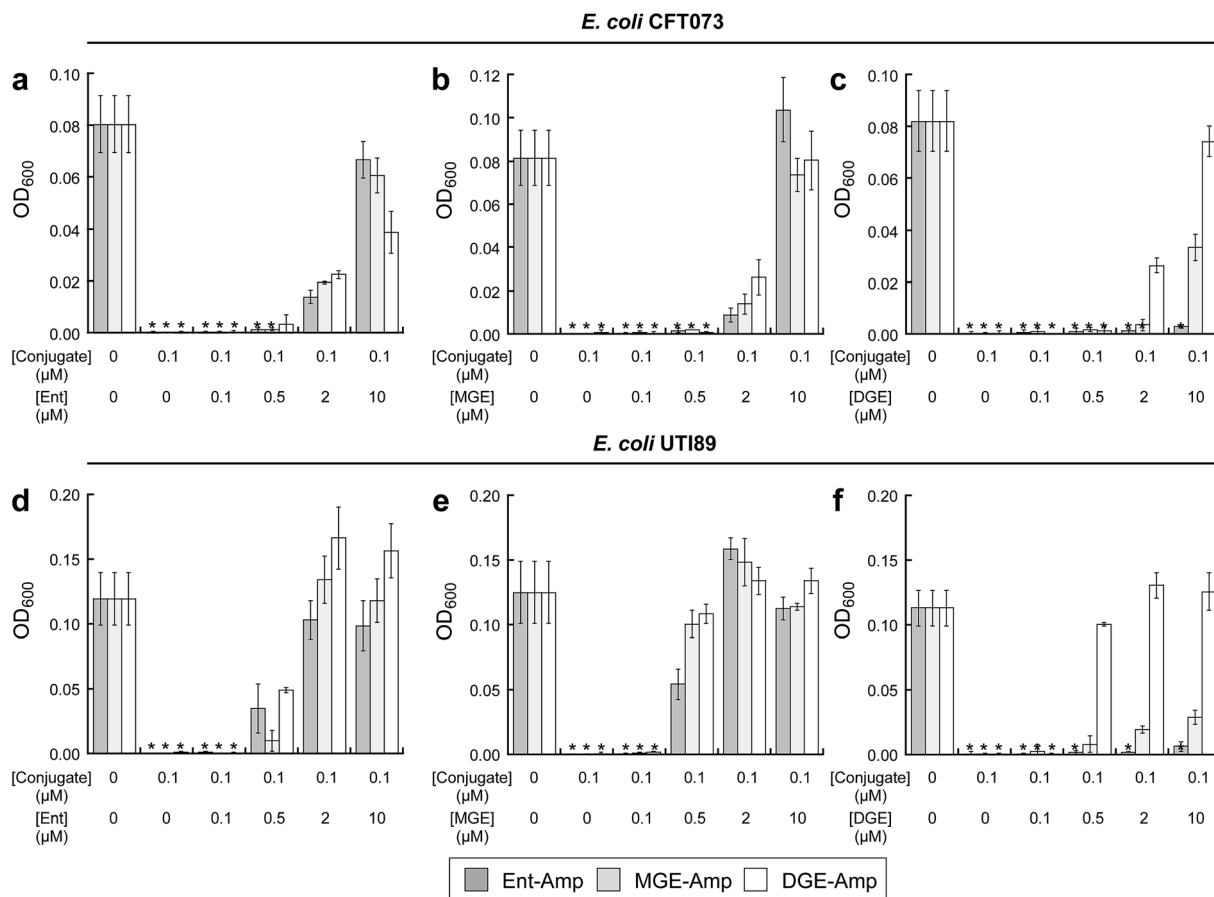 E. coli CFT073
a
b
c
0.10
0.08
0.06
0.04
0.02
0.00
OD600
0.12
0.10
0.08
0.06
0.04
0.02
0.00
OD600
0.10
0.08
0.06
0.04
0.02
0.00
OD600
* * * * * * * *
* * * * * * * * *
* * * * * * * * * * * *
[Conjugate] 0 0.1 0.1 0.1 0.1 0.1
(µM)
[Ent] 0 0 0.1 0.5 2 10
(µM)
[Conjugate] 0 0.1 0.1 0.1 0.1 0.1
(µM)
[MGE] 0 0 0.1 0.5 2 10
(µM)
[Conjugate] 0 0.1 0.1 0.1 0.1 0.1
(µM)
[DGE] 0 0 0.1 0.5 2 10
(µM)
E. coli UTI89
d
e
f
0.20
0.15
0.10
0.05
0.00
OD600
0.20
0.15
0.10
0.05
0.00
OD600
0.20
0.15
0.10
0.05
0.00
OD600
* * * * * *
* * * * * *
* * * * * * * * *
[Conjugate] 0 0.1 0.1 0.1 0.1 0.1
(µM)
[Ent] 0 0 0.1 0.5 2 10
(µM)
[Conjugate] 0 0.1 0.1 0.1 0.1 0.1
(µM)
[MGE] 0 0 0.1 0.5 2 10
(µM)
[Conjugate] 0 0.1 0.1 0.1 0.1 0.1
(µM)
[DGE] 0 0 0.1 0.5 2 10
(µM)
Ent-Amp MGE-Amp DGE-Amp